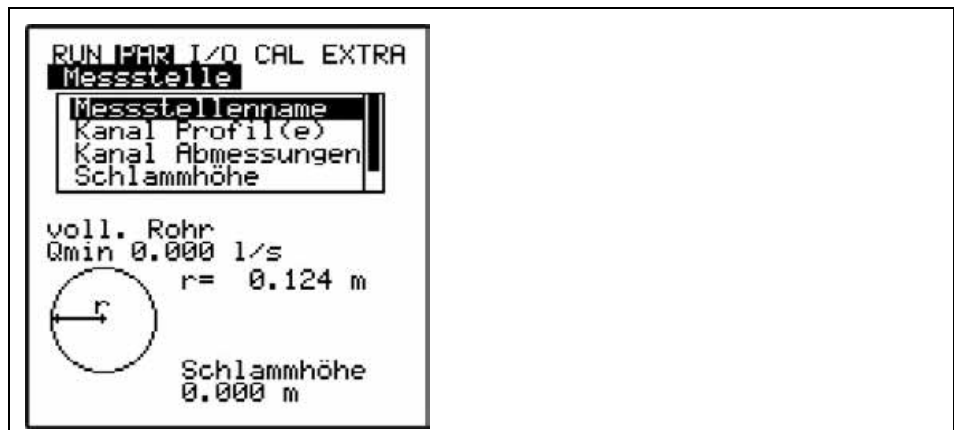 RUN PAR I/O CAL EXTRA
Messstelle
Messstellenname
Kanal Profil(e)
Kanal Abmessungen
Schlammhöhe
voll. Rohr
Qmin 0.000 l/s
r= 0.124 m
r
Schlammhöhe
0.000 m